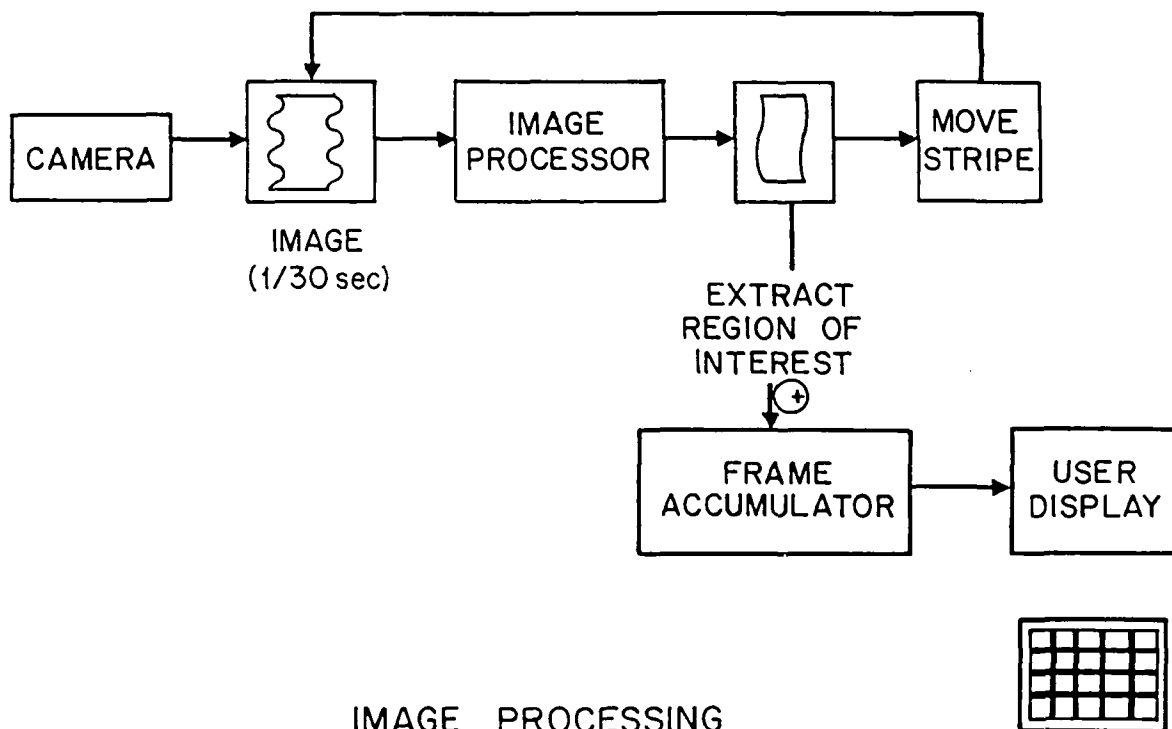 CAMERA
IMAGE
(1/30 sec)
IMAGE
PROCESSOR
MOVE
STRIPE
EXTRACT
REGION OF
INTEREST
+
FRAME
ACCUMULATOR
USER
DISPLAY
IMAGE PROCESSING